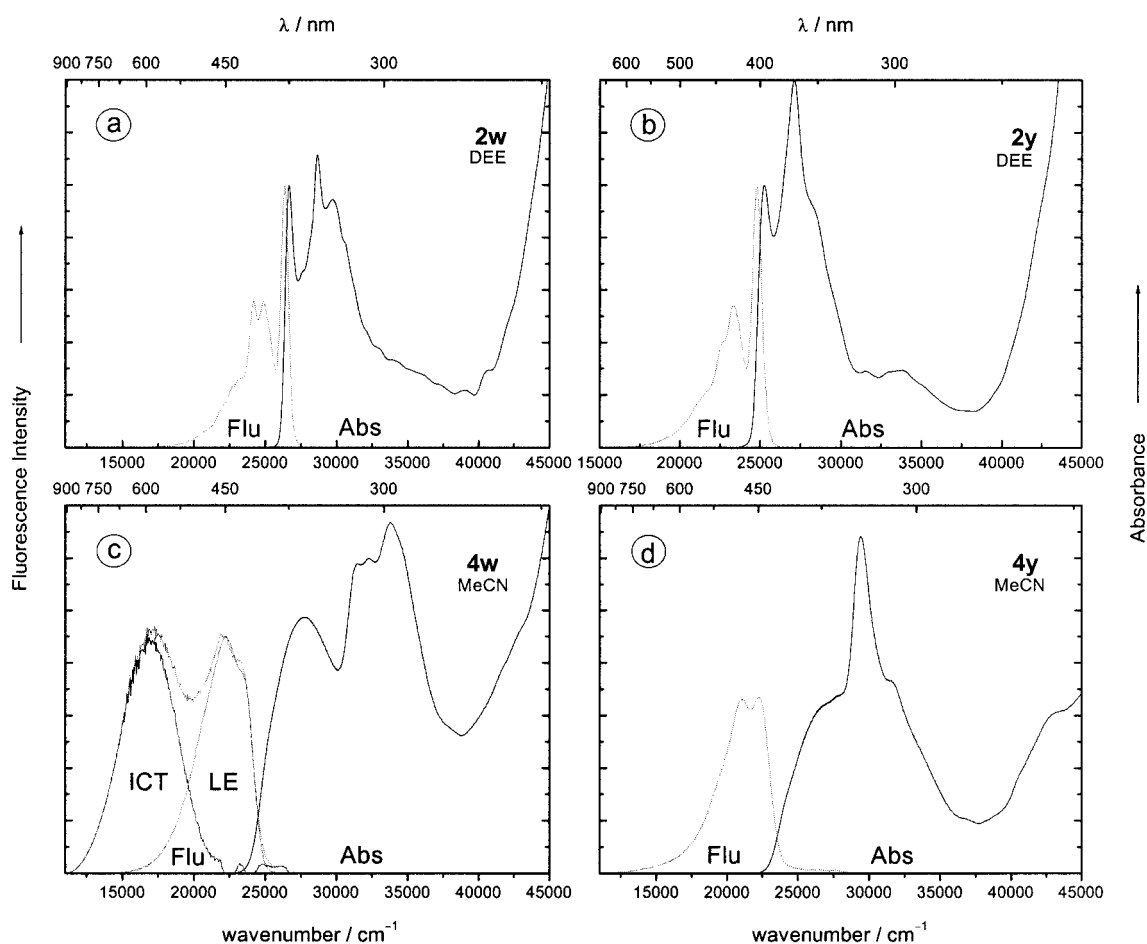 λ / nm
λ / nm
900 750 600 450 300
600 500 400 300
a
2w
DEE
Flu
Abs
b
2y
DEE
Flu
Abs
15000 20000 25000 30000 35000 40000 45000
15000 20000 25000 30000 35000 40000 45000
900 750 600 450 300
900 750 600 450 300
c
4w
MeCN
ICT
LE
Flu
Abs
d
4y
MeCN
Flu
Abs
15000 20000 25000 30000 35000 40000 45000
15000 20000 25000 30000 35000 40000 45000
wavenumber / cm⁻¹
wavenumber / cm⁻¹
Fluorescence Intensity
Absorbance